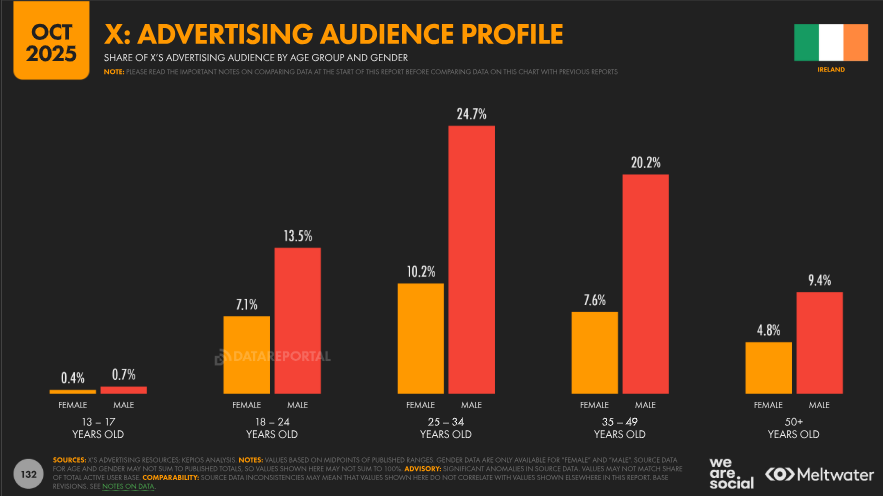 OCT
2025
X: ADVERTISING AUDIENCE PROFILE
SHARE OF X'S ADVERTISING AUDIENCE BY AGE GROUP AND GENDER
NOTE: PLEASE READ THE IMPORTANT NOTES ON COMPARING DATA AT THE START OF THIS REPORT BEFORE COMPARING DATA ON THIS CHART WITH PREVIOUS REPORTS
IRELAND
0.4% 0.7% 7.1% 13.5% 10.2% 24.7% 7.6% 20.2% 4.8% 9.4%
DATAREPORTAL
FEMALE MALE FEMALE MALE FEMALE MALE FEMALE MALE FEMALE MALE
13 – 17 18 – 24 25 – 34 35 – 49 50+
YEARS OLD YEARS OLD YEARS OLD YEARS OLD YEARS OLD
132
SOURCES: X'S ADVERTISING RESOURCES; KEPIOS ANALYSIS. NOTES: VALUES BASED ON MIDPOINTS OF PUBLISHED RANGES. GENDER DATA ARE ONLY AVAILABLE FOR "FEMALE" AND "MALE". SOURCE DATA
FOR AGE AND GENDER MAY NOT SUM TO PUBLISHED TOTALS, SO VALUES SHOWN HERE MAY NOT SUM TO 100%. ADVISORY: SIGNIFICANT ANOMALIES IN SOURCE DATA. VALUES MAY NOT MATCH SHARE
OF TOTAL ACTIVE USER BASE. COMPARABILITY: SOURCE DATA INCONSISTENCIES MAY MEAN THAT VALUES SHOWN HERE DO NOT CORRELATE WITH VALUES SHOWN ELSEWHERE IN THIS REPORT. BASE
REVISIONS. SEE NOTES ON DATA.
we
are
social
Meltwater